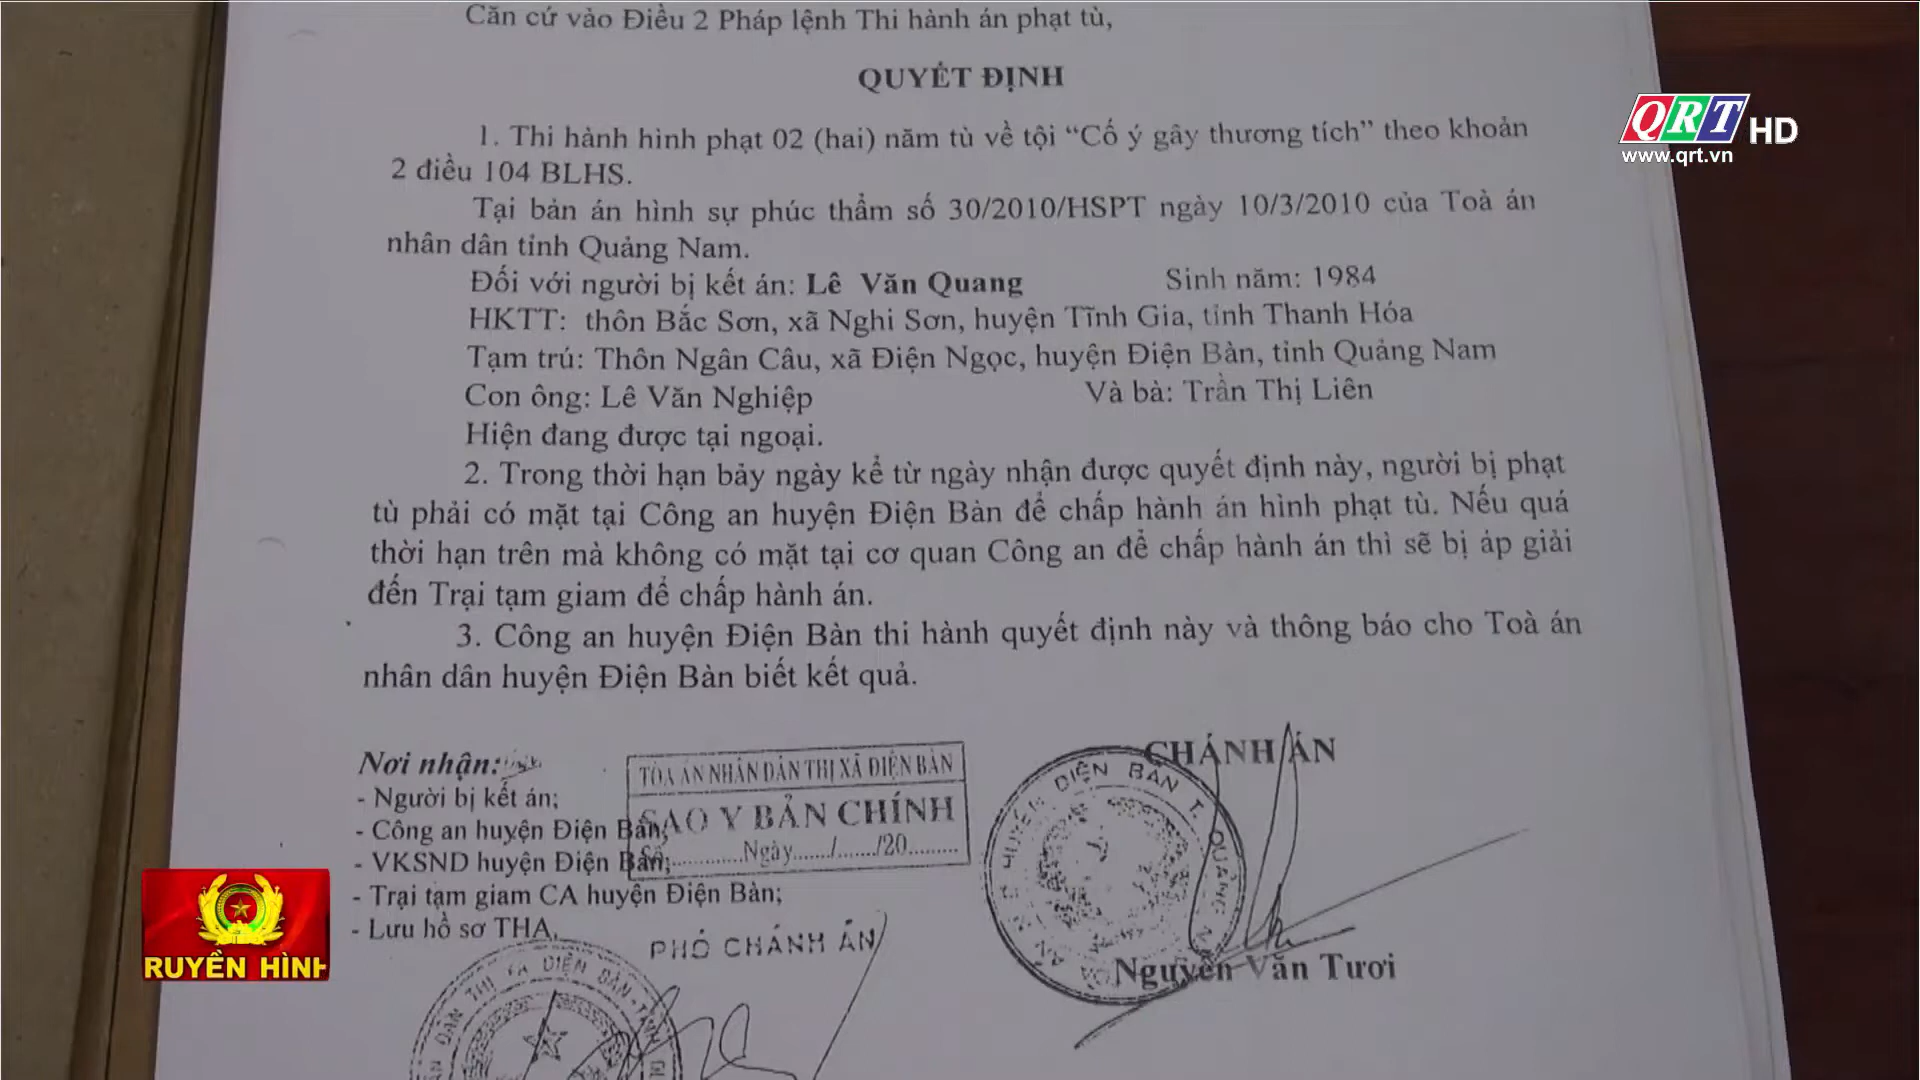 Căn cứ vào Điều 2 Pháp lệnh Thi hành án phạt tù,
QUYẾT ĐỊNH
QRT HD
www.qrt.vn
1. Thi hành hình phạt 02 (hai) năm tù về tội “Cố ý gây thương tích” theo khoản
2 điều 104 BLHS.
Tại bản án hình sự phúc thẩm số 30/2010/HSPT ngày 10/3/2010 của Toà án
nhân dân tỉnh Quảng Nam.
Đối với người bị kết án: Lê Văn Quang Sinh năm: 1984
HKTT: thôn Bắc Sơn, xã Nghi Sơn, huyện Tĩnh Gia, tỉnh Thanh Hóa
Tạm trú: Thôn Ngân Câu, xã Điện Ngọc, huyện Điện Bàn, tỉnh Quảng Nam
Con ông: Lê Văn Nghiệp Và bà: Trần Thị Liên
Hiện đang được tại ngoại.
2. Trong thời hạn bảy ngày kể từ ngày nhận được quyết định này, người bị phạt
tù phải có mặt tại Công an huyện Điện Bàn để chấp hành án hình phạt tù. Nếu quá
thời hạn trên mà không có mặt tại cơ quan Công an để chấp hành án thì sẽ bị áp giải
đến Trại tạm giam để chấp hành án.
3. Công an huyện Điện Bàn thi hành quyết định này và thông báo cho Toà án
nhân dân huyện Điện Bàn biết kết quả.
Nơi nhận:
- Người bị kết án;
- Công an huyện Điện Bàn;
- VKSND huyện Điện Bàn;
- Trại tạm giam CA huyện Điện Bàn;
- Lưu hồ sơ THA.
TÒA ÁN NHÂN DÂN THỊ XÃ ĐIỆN BÀN
SAO Y BẢN CHÍNH
Số.............Ngày......./......./20.........
CHÁNH ÁN
HUYỆN ĐIỆN BÀN T. QUẢNG NAM
Nguyễn Văn Tươi
PHÓ CHÁNH ÁN
DÂN THỊ XÃ ĐIỆN BÀN-TỈNH QU
RUYỀN HÌNH